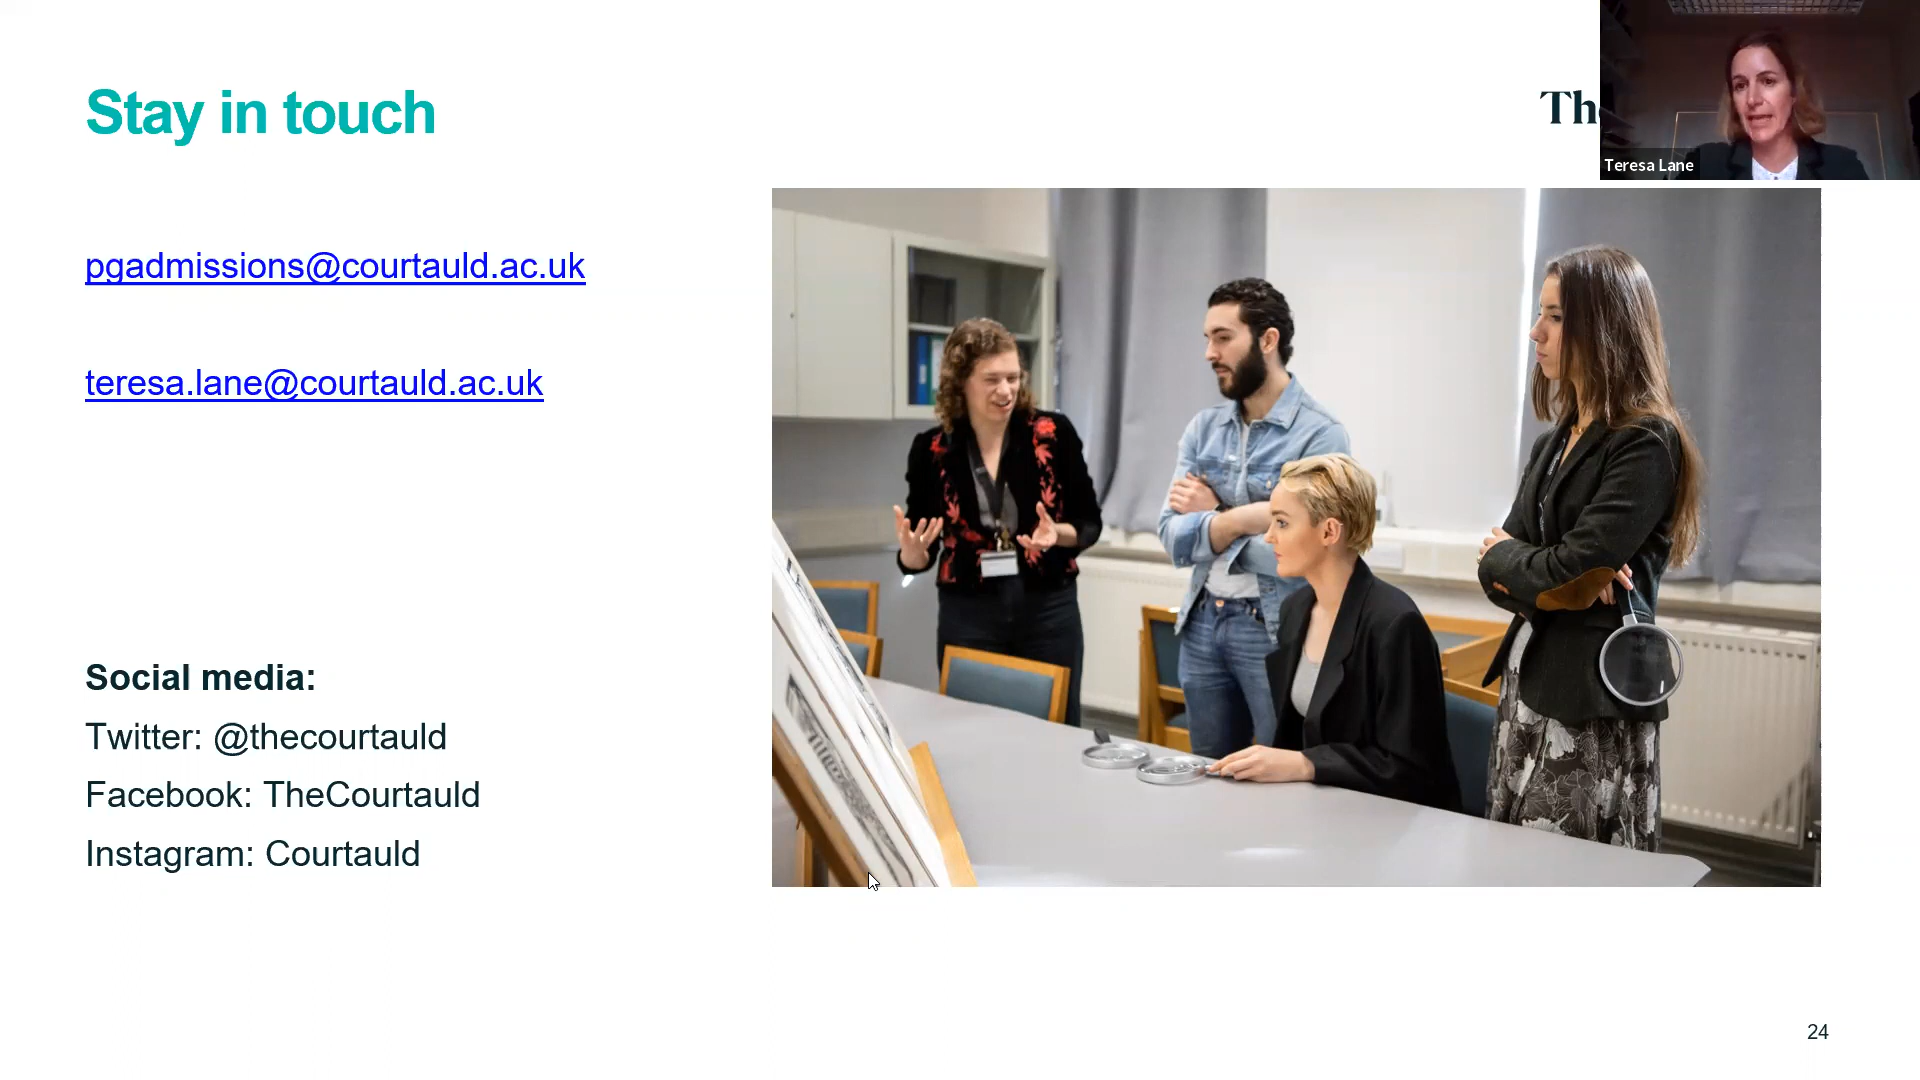 Stay in touch
Th
Teresa Lane
pgadmissions@courtauld.ac.uk
teresa.lane@courtauld.ac.uk
Social media:
Twitter: @thecourtauld
Facebook: TheCourtauld
Instagram: Courtauld
24